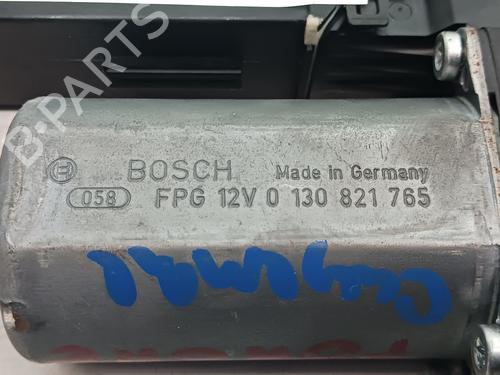 B-PARTS
BOSCH Made in Germany
058 FPG 12V 0 130 821 765